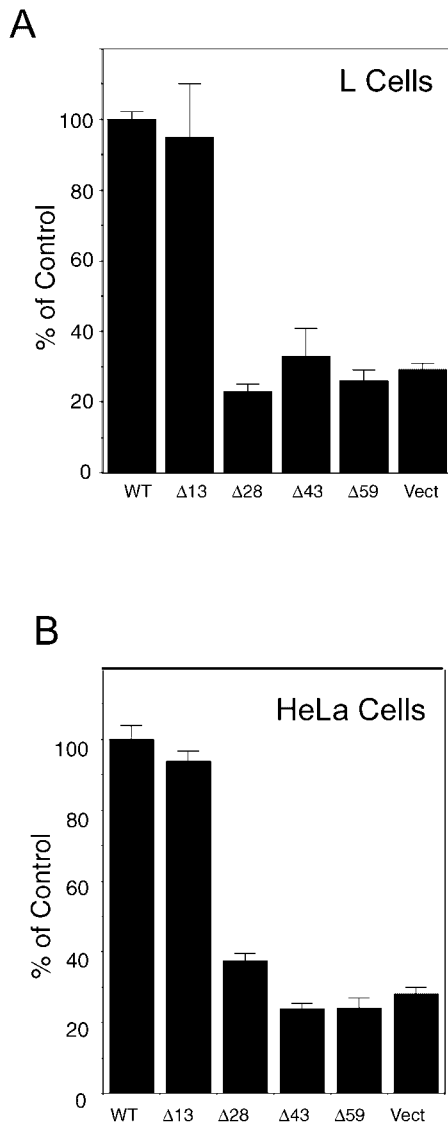 A
L Cells
% of Control
100
80
60
40
20
0
WT Δ13 Δ28 Δ43 Δ59 Vect
B
HeLa Cells
% of Control
100
80
60
40
20
0
WT Δ13 Δ28 Δ43 Δ59 Vect